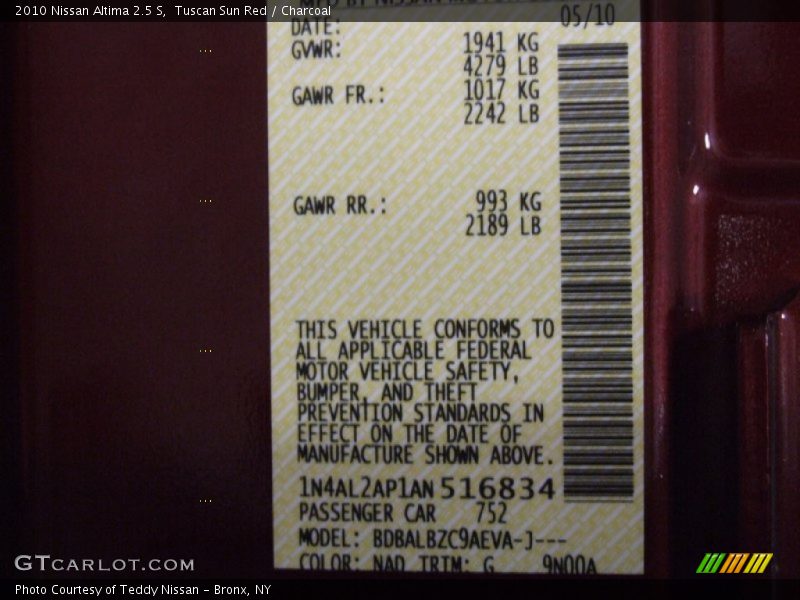 2010 Nissan Altima 2.5 S,  Tuscan Sun Red / Charcoal
DATE: 05/10
GVWR: 1941 KG
4279 LB
GAWR FR.: 1017 KG
2242 LB
GAWR RR.: 993 KG
2189 LB
THIS VEHICLE CONFORMS TO
ALL APPLICABLE FEDERAL
MOTOR VEHICLE SAFETY,
BUMPER, AND THEFT
PREVENTION STANDARDS IN
EFFECT ON THE DATE OF
MANUFACTURE SHOWN ABOVE.
1N4AL2AP1AN516834
PASSENGER CAR 752
MODEL: BDBALBZC9AEVA-J---
COLOR: NAD TRIM: G 9N00A
GTCARLOT.COM
Photo Courtesy of Teddy Nissan - Bronx, NY